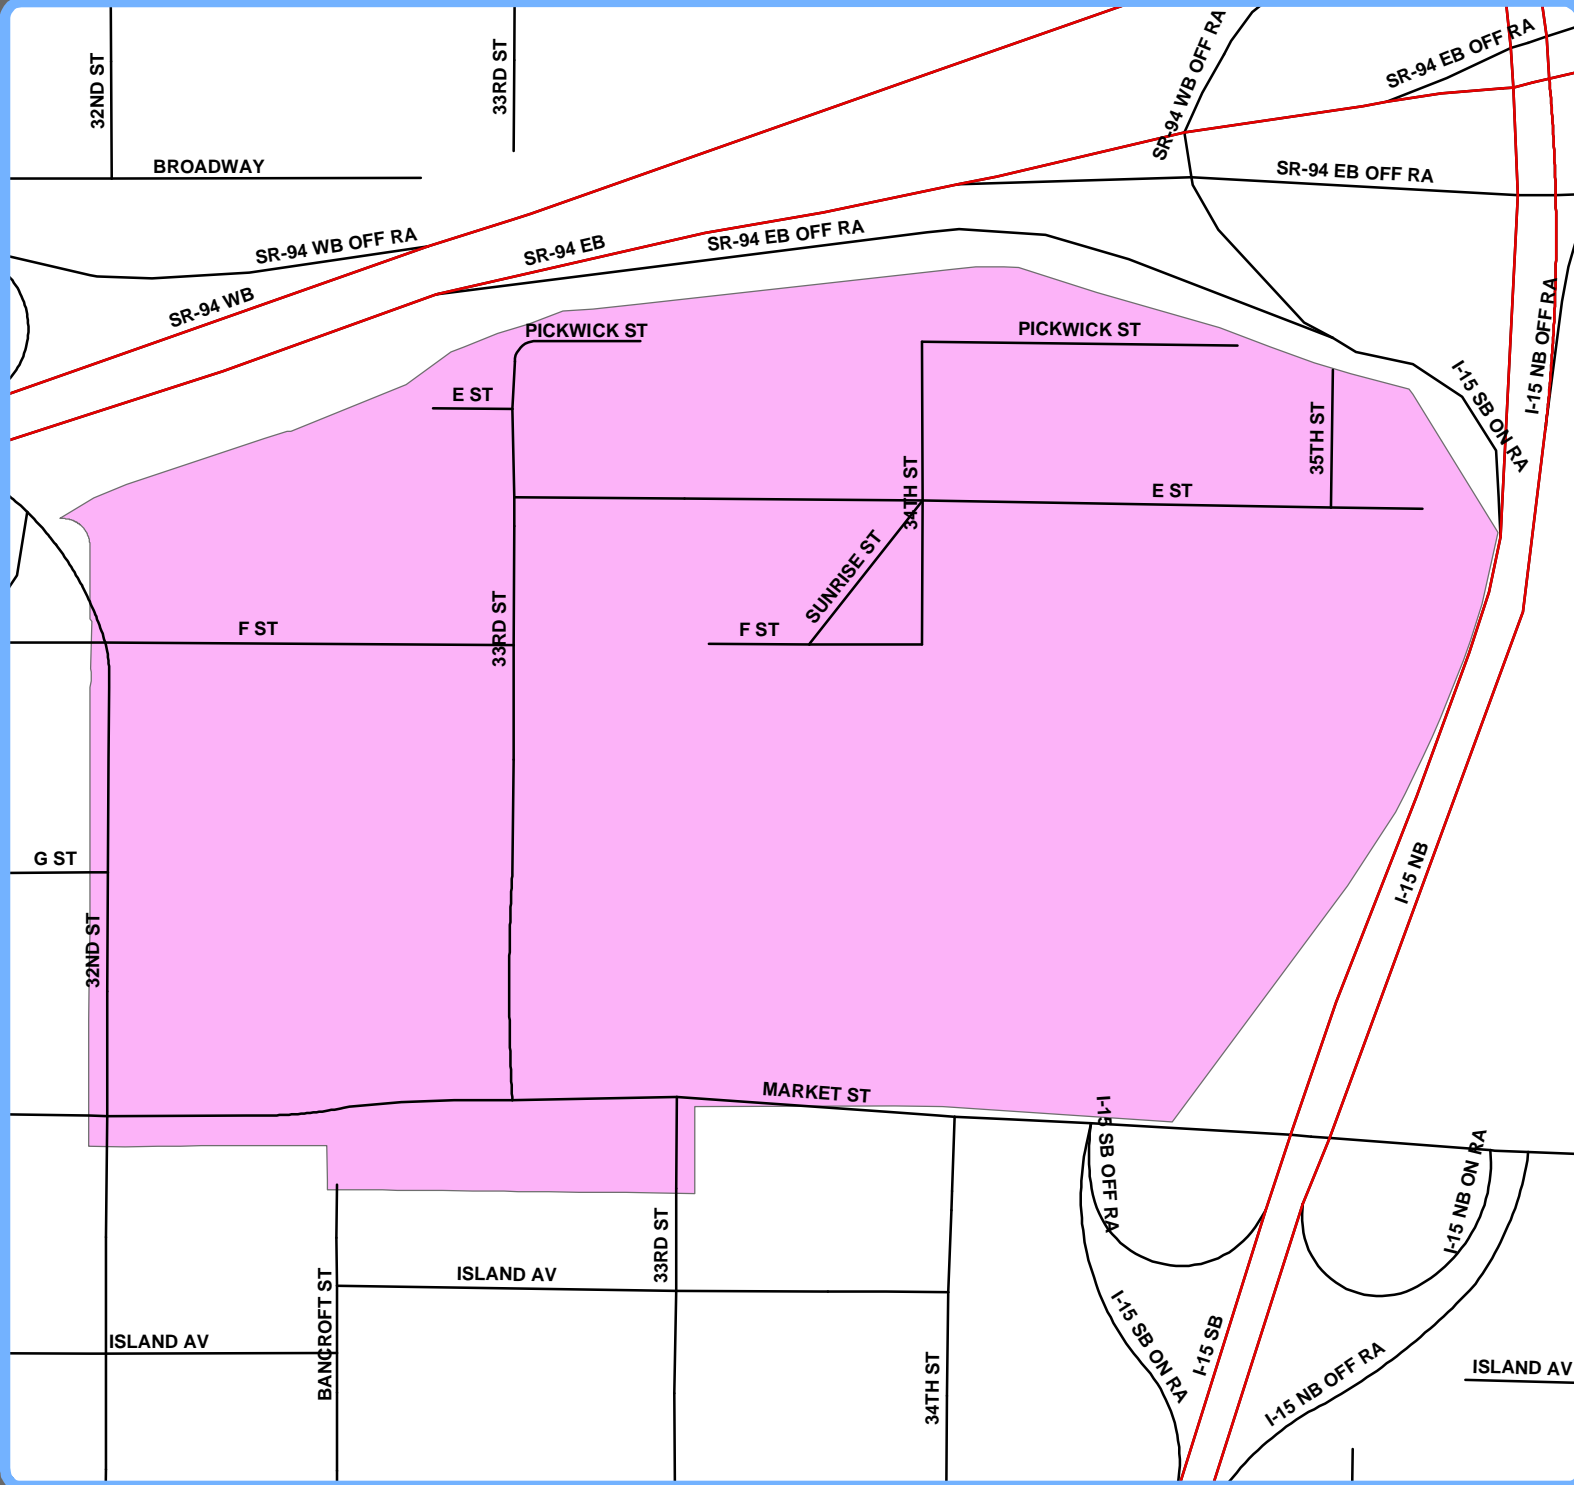 32ND ST
33RD ST
SR-94 WB OFF RA
SR-94 EB OFF RA
BROADWAY
SR-94 EB OFF RA
SR-94 WB OFF RA
SR-94 EB
SR-94 EB OFF RA
SR-94 WB
I-15 NB OFF RA
PICKWICK ST
PICKWICK ST
E ST
I-15 SB ON RA
35TH ST
34TH ST
E ST
SUNRISE ST
33RD ST
F ST
F ST
G ST
32ND ST
I-15 NB
MARKET ST
I-15 SB OFF RA
I-15 NB ON RA
33RD ST
ISLAND AV
BANCROFT ST
ISLAND AV
I-15 SB ON RA
I-15 SB
34TH ST
I-15 NB OFF RA
ISLAND AV